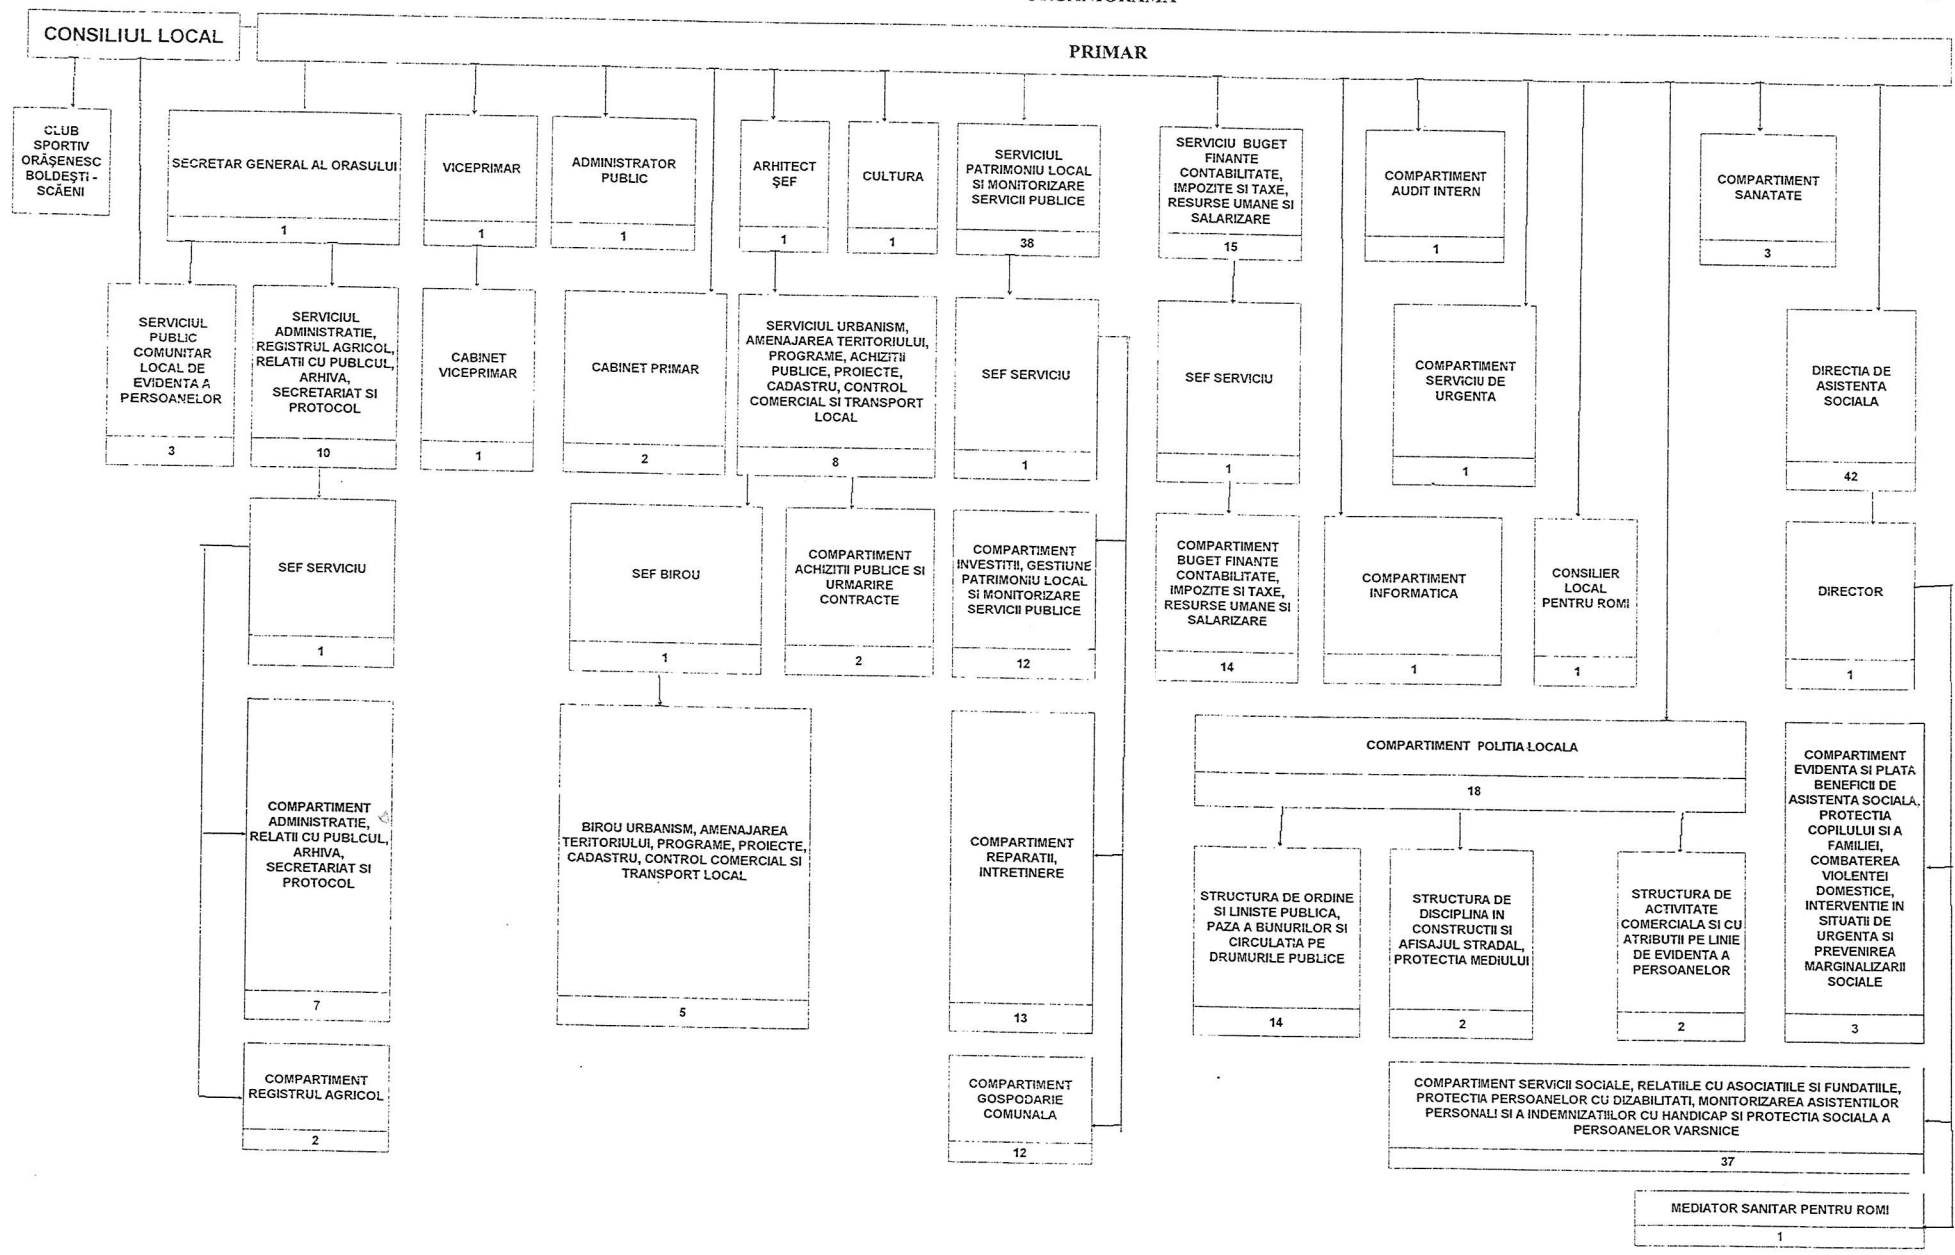 CONSILIUL LOCAL
PRIMAR
CLUB
SPORTIV
ORĂŞENESC
BOLDEŞTI -
SCĂENI
SECRETAR GENERAL AL ORASULUI
1
VICEPRIMAR
1
ADMINISTRATOR
PUBLIC
1
ARHITECT
ŞEF
1
CULTURA
1
SERVICIUL
PATRIMONIU LOCAL
SI MONITORIZARE
SERVICII PUBLICE
38
SERVICIU BUGET
FINANTE
CONTABILITATE,
IMPOZITE SI TAXE,
RESURSE UMANE SI
SALARIZARE
15
COMPARTIMENT
AUDIT INTERN
1
COMPARTIMENT
SANATATE
3
SERVICIUL
PUBLIC
COMUNITAR
LOCAL DE
EVIDENTA A
PERSOANELOR
3
SERVICIUL
ADMINISTRATIE,
REGISTRUL AGRICOL,
RELATII CU PUBLCUL,
ARHIVA,
SECRETARIAT SI
PROTOCOL
10
CABINET
VICEPRIMAR
1
CABINET PRIMAR
2
SERVICIUL URBANISM,
AMENAJAREA TERITORIULUI,
PROGRAME, ACHIZITII
PUBLICE, PROIECTE,
CADASTRU, CONTROL
COMERCIAL SI TRANSPORT
LOCAL
8
SEF SERVICIU
1
SEF SERVICIU
1
COMPARTIMENT
SERVICIU DE
URGENTA
1
DIRECTIA DE
ASISTENTA
SOCIALA
42
SEF SERVICIU
1
SEF BIROU
1
COMPARTIMENT
ACHIZITII PUBLICE SI
URMARIRE
CONTRACTE
2
COMPARTIMENT
INVESTITII, GESTIUNE
PATRIMONIU LOCAL
SI MONITORIZARE
SERVICII PUBLICE
12
COMPARTIMENT
BUGET FINANTE
CONTABILITATE,
IMPOZITE SI TAXE,
RESURSE UMANE SI
SALARIZARE
14
COMPARTIMENT
INFORMATICA
1
CONSILIER
LOCAL
PENTRU ROMI
1
DIRECTOR
1
COMPARTIMENT
ADMINISTRATIE,
RELATII CU PUBLCUL,
ARHIVA,
SECRETARIAT SI
PROTOCOL
7
BIROU URBANISM, AMENAJAREA
TERITORIULUI, PROGRAME, PROIECTE,
CADASTRU, CONTROL COMERCIAL SI
TRANSPORT LOCAL
5
COMPARTIMENT
REPARATII,
INTRETINERE
13
COMPARTIMENT POLITIA LOCALA
18
STRUCTURA DE ORDINE
SI LINISTE PUBLICA,
PAZA A BUNURILOR SI
CIRCULATIA PE
DRUMURILE PUBLICE
14
STRUCTURA DE
DISCIPLINA IN
CONSTRUCTII SI
AFISAJUL STRADAL,
PROTECTIA MEDIULUI
2
STRUCTURA DE
ACTIVITATE
COMERCIALA SI CU
ATRIBUTII PE LINIE
DE EVIDENTA A
PERSOANELOR
2
COMPARTIMENT
EVIDENTA SI PLATA
BENEFICII DE
ASISTENTA SOCIALA,
PROTECTIA
COPILULUI SI A
FAMILIEI,
COMBATEREA
VIOLENTEI
DOMESTICE,
INTERVENTIE IN
SITUATII DE
URGENTA SI
PREVENIREA
MARGINALIZARII
SOCIALE
3
COMPARTIMENT
REGISTRUL AGRICOL
2
COMPARTIMENT
GOSPODARIE
COMUNALA
12
COMPARTIMENT SERVICII SOCIALE, RELATIILE CU ASOCIATIILE SI FUNDATIILE,
PROTECTIA PERSOANELOR CU DIZABILITATI, MONITORIZAREA ASISTENTILOR
PERSONALI SI A INDEMNIZATIILOR CU HANDICAP SI PROTECTIA SOCIALA A
PERSOANELOR VARSNICE
37
MEDIATOR SANITAR PENTRU ROMI
1